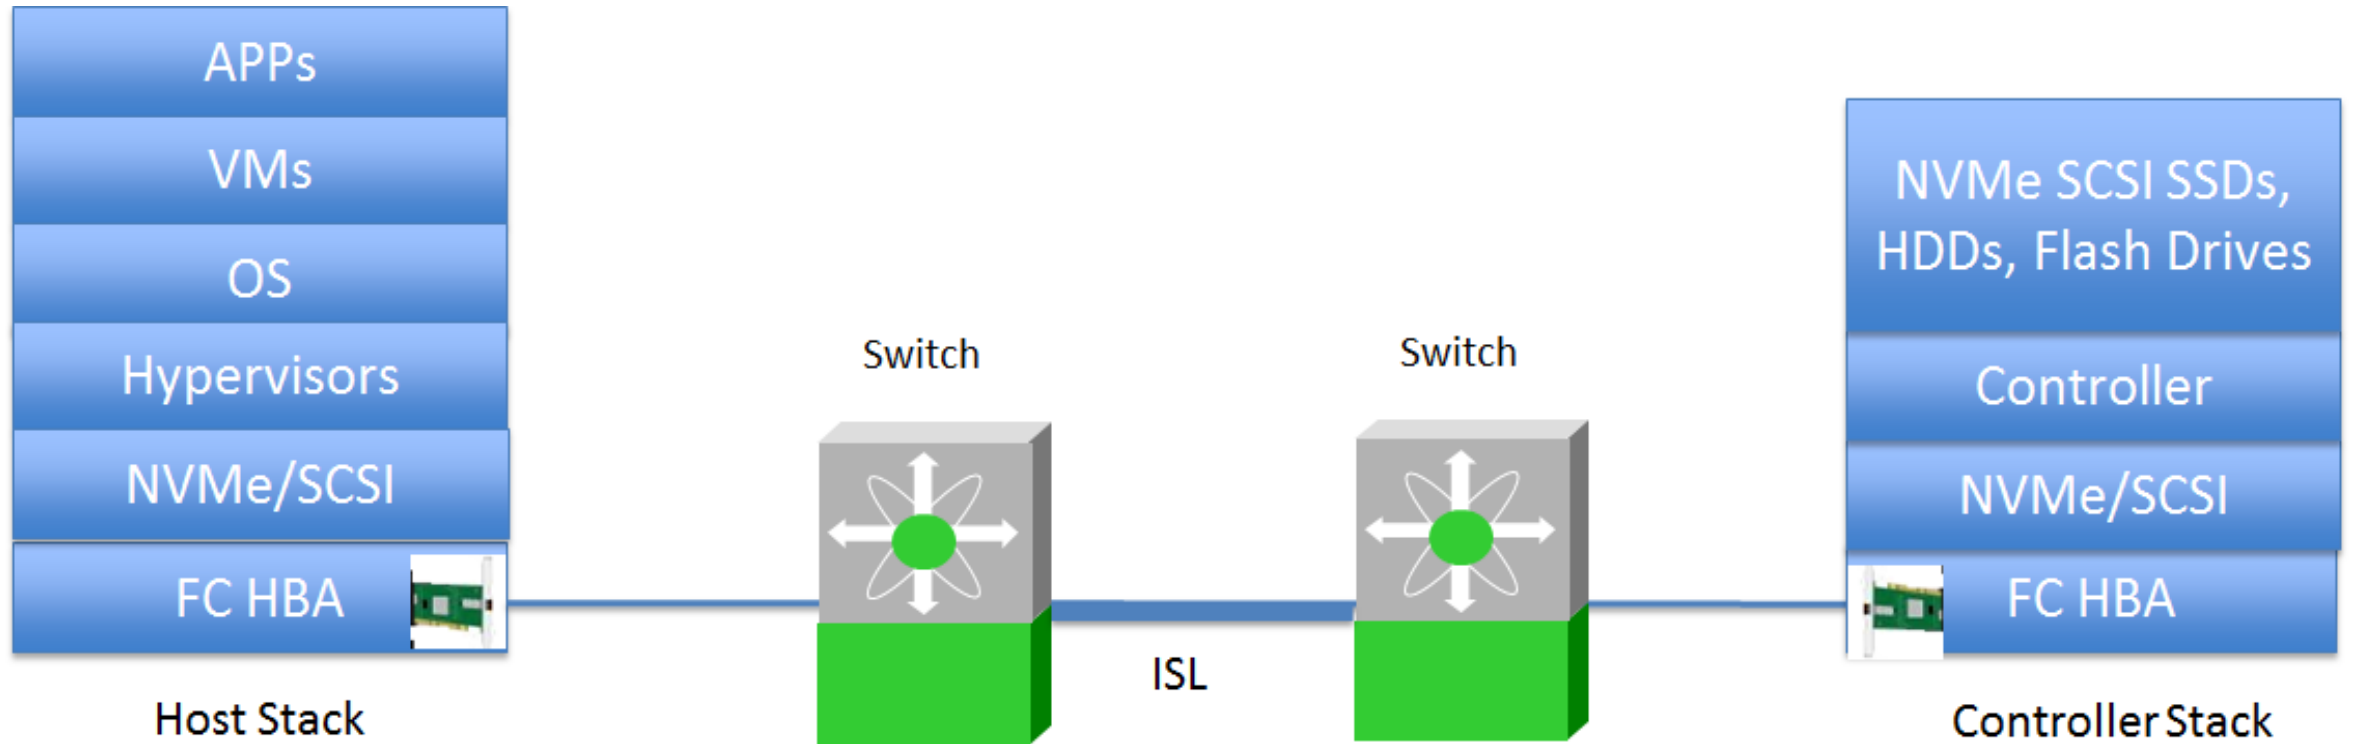 APPs
VMs
OS
Hypervisors
NVMe/SCSI
FC HBA
Host Stack
Switch
ISL
Switch
NVMe SCSI SSDs,
HDDs, Flash Drives
Controller
NVMe/SCSI
FC HBA
Controller Stack